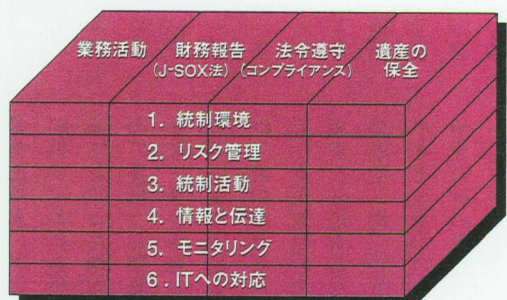 業務活動 財務報告 法令遵守 遺産の
(J-SOX法) (コンプライアンス) 保全
1. 統制環境
2. リスク管理
3. 統制活動
4. 情報と伝達
5. モニタリング
6. ITへの対応